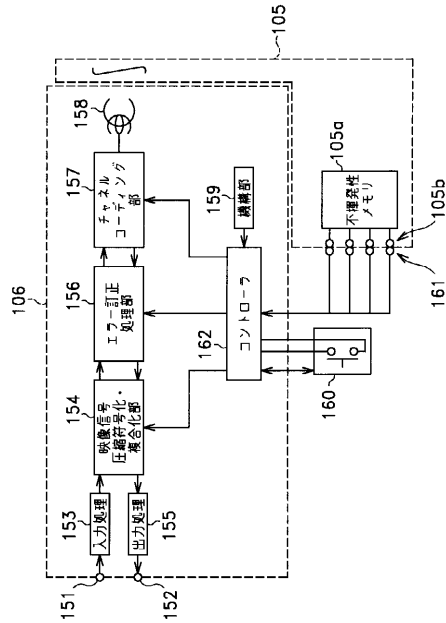 106
105
151
152
153
入力処理
155
出力処理
154
映像信号
圧縮符号化・
複合化部
156
エラー訂正
処理部
157
チャネル
コーディング
部
158
162
コントローラ
159
機構部
160
161
105a
不揮発性
メモリ
105b